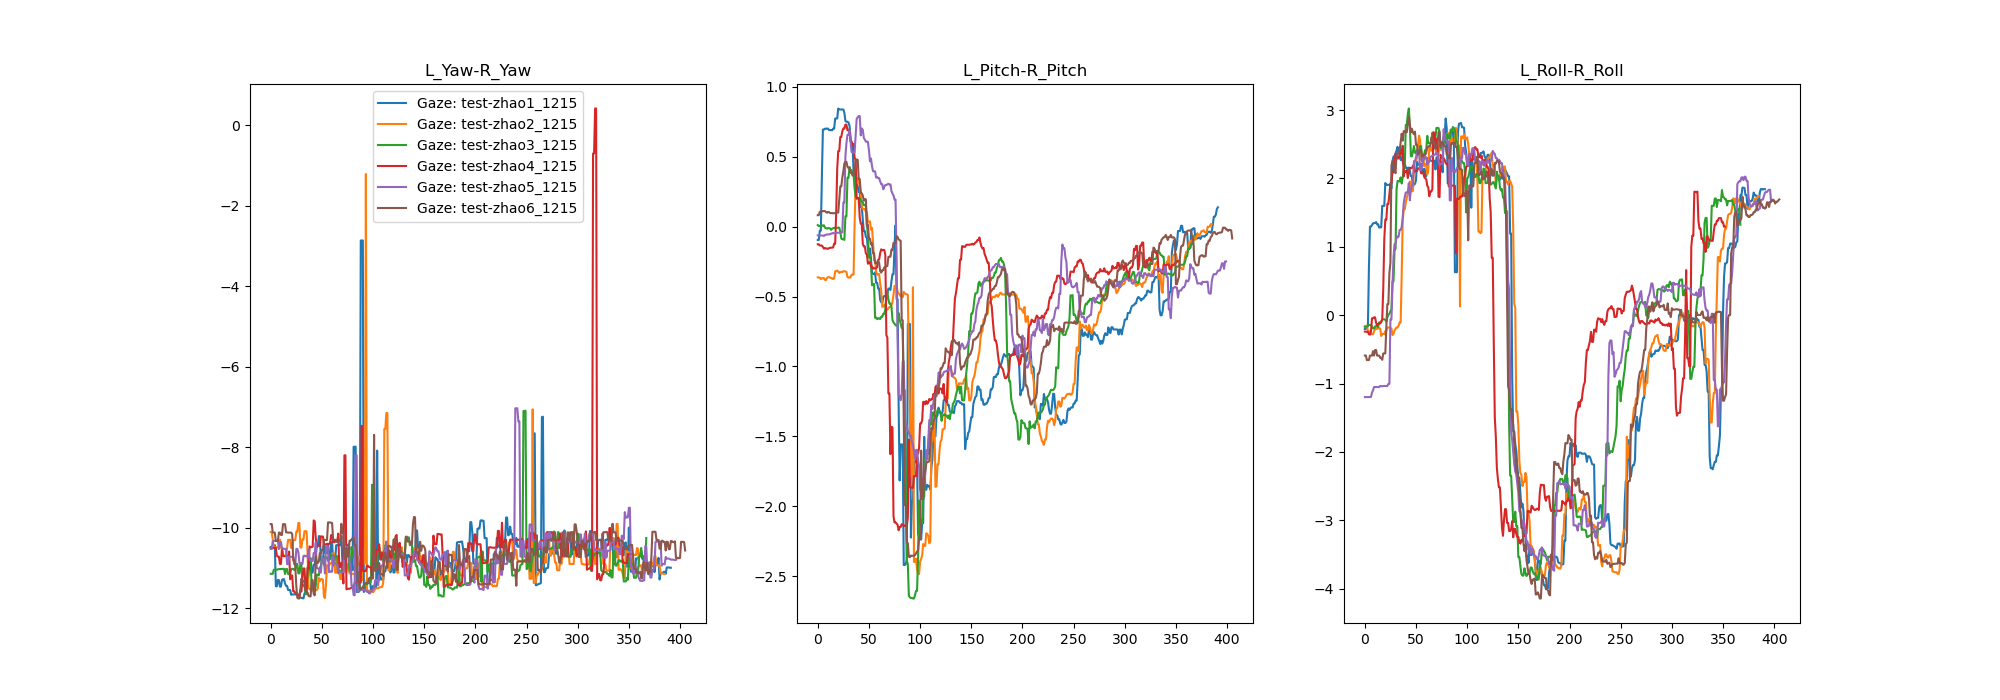 L_Yaw-R_Yaw
0
−2
−4
−6
−8
−10
−12
0 50 100 150 200 250 300 350 400
Gaze: test-zhao1_1215
Gaze: test-zhao2_1215
Gaze: test-zhao3_1215
Gaze: test-zhao4_1215
Gaze: test-zhao5_1215
Gaze: test-zhao6_1215
L_Pitch-R_Pitch
1.0
0.5
0.0
−0.5
−1.0
−1.5
−2.0
−2.5
0 50 100 150 200 250 300 350 400
L_Roll-R_Roll
3
2
1
0
−1
−2
−3
−4
0 50 100 150 200 250 300 350 400